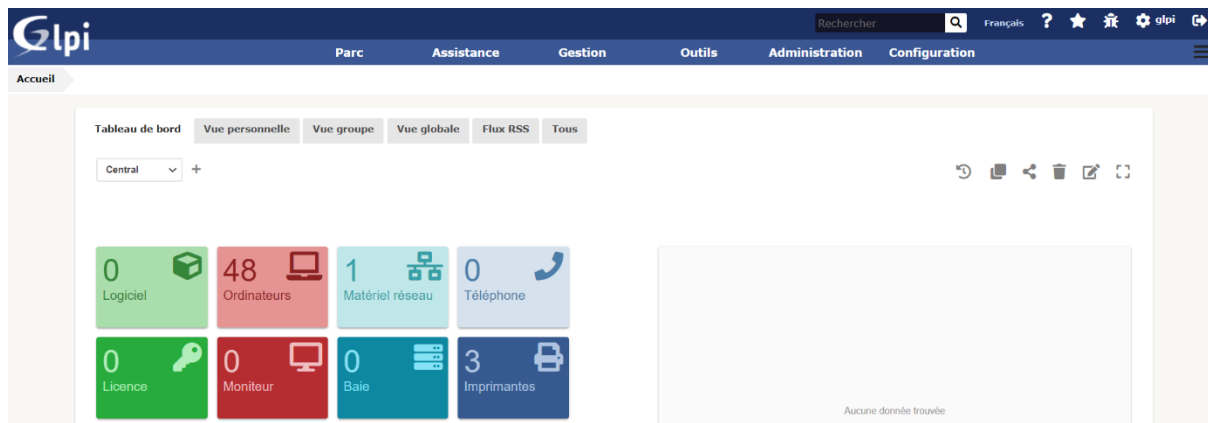 Glpi
Rechercher Français ? glpi
Parc Assistance Gestion Outils Administration Configuration
Accueil
Tableau de bord Vue personnelle Vue groupe Vue globale Flux RSS Tous
Central +
0 48 1 0
Logiciel Ordinateurs Matériel réseau Téléphone
0 0 0 3
Licence Moniteur Baie Imprimantes
Aucune donnée trouvée